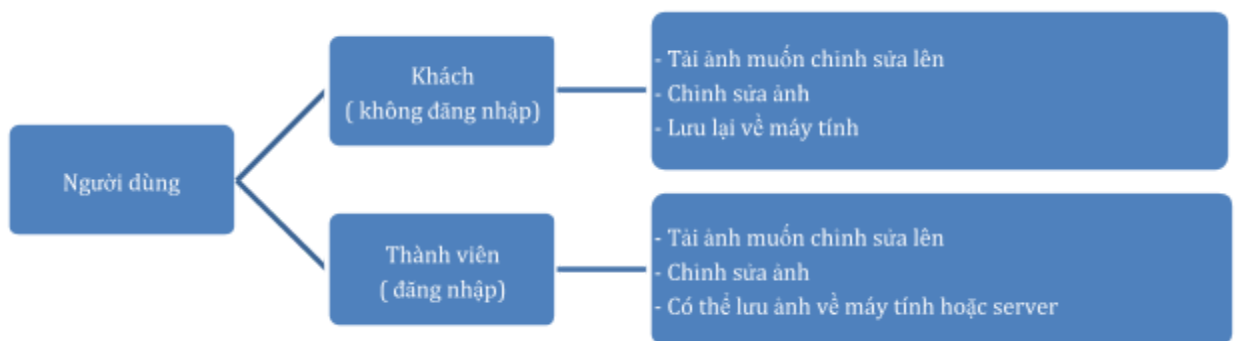 Người dùng
Khách
( không đăng nhập)
- Tải ảnh muốn chỉnh sửa lên
- Chỉnh sửa ảnh
- Lưu lại về máy tính
Thành viên
( đăng nhập)
- Tải ảnh muốn chỉnh sửa lên
- Chỉnh sửa ảnh
- Có thể lưu ảnh về máy tính hoặc server